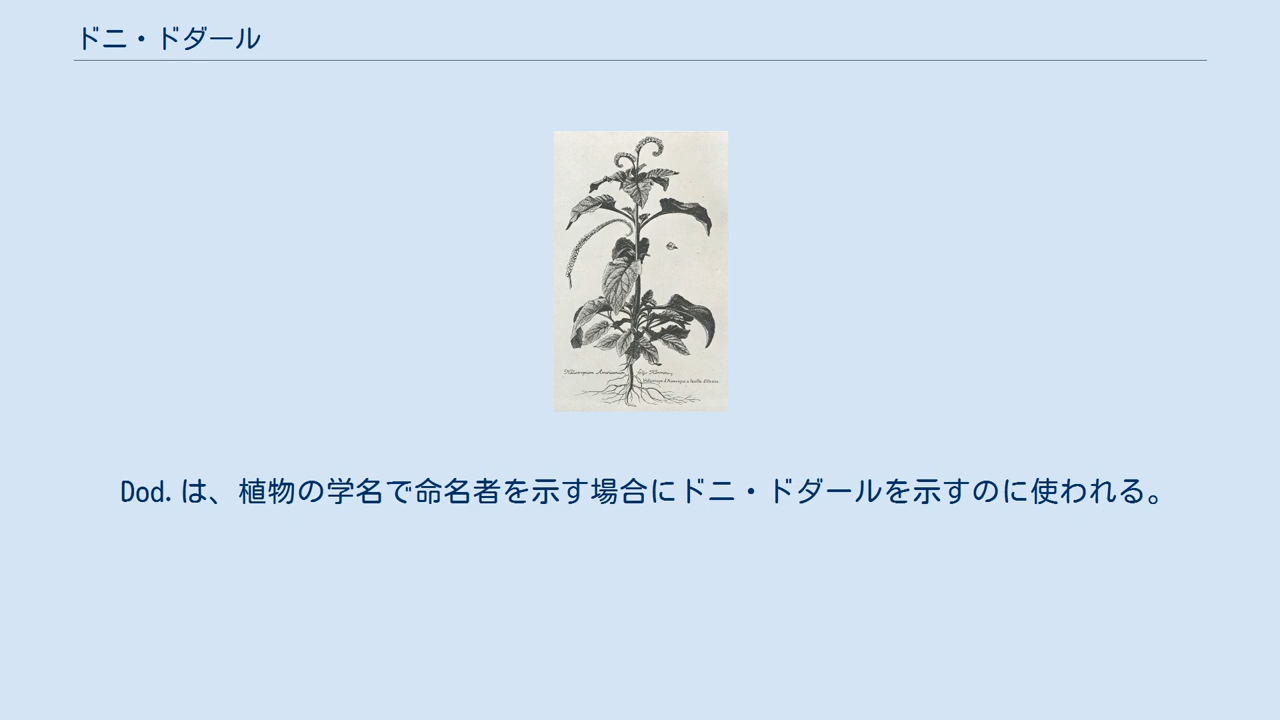 ドニ・ドダール
Heliotropium Americanum
Dod. は、植物の学名で命名者を示す場合にドニ・ドダールを示すのに使われる。